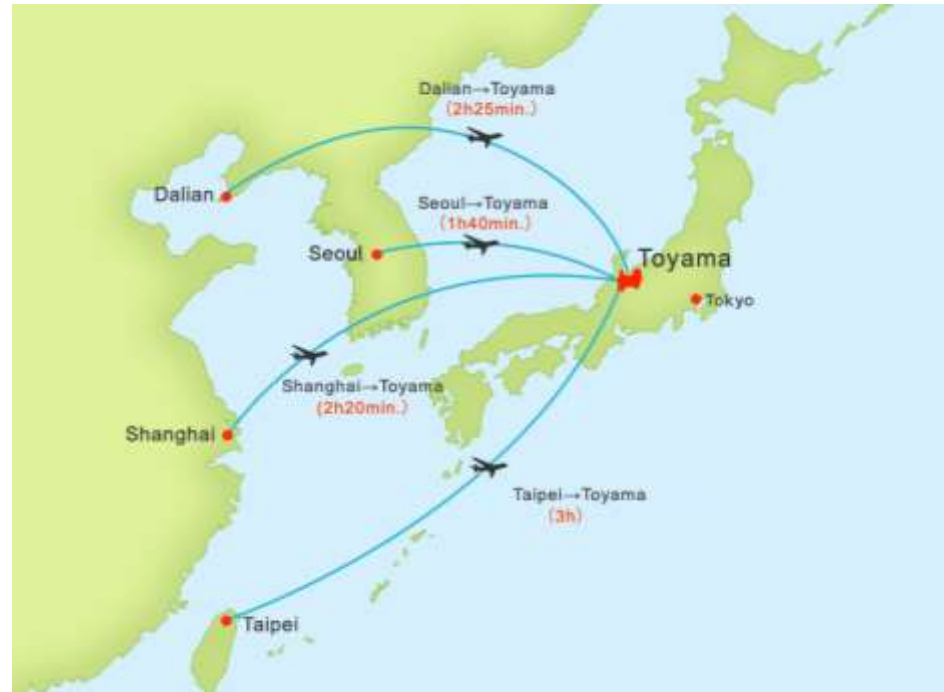 Dalian→Toyama
(2h25min.)
Dalian
Seoul→Toyama
(1h40min.)
Seoul
Toyama
Tokyo
Shanghai→Toyama
(2h20min.)
Shanghai
Taipei→Toyama
(3h)
Taipei